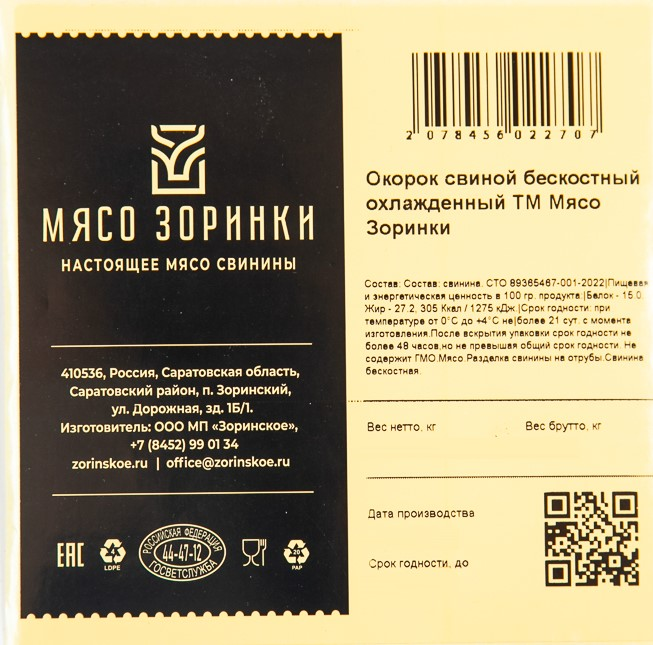 МЯСО ЗОРИНКИ
НАСТОЯЩЕЕ МЯСО СВИНИНЫ
410536, Россия, Саратовская область,
Саратовский район, п. Зоринский,
ул. Дорожная, зд. 1Б/1.
Изготовитель: ООО МП «Зоринское»,
+7 (8452) 99 01 34
zorinskoe.ru | office@zorinskoe.ru
ЕАС
LDPE
РОССИЙСКАЯ ФЕДЕРАЦИЯ
44-47-12
ГОСВЕТСЛУЖБА
20
PAP
2 078456 022707
Окорок свиной бескостный
охлажденный ТМ Мясо
Зоринки
Состав: Состав: свинина. СТО 89365467-001-2022|Пищевая
и энергетическая ценность в 100 гр. продукта:|Белок - 15.0.
Жир - 27.2, 305 Ккал / 1275 кДж.|Срок годности: при
температуре от 0°С до +4°С не|более 21 сут. с момента
изготовления.После вскрытия упаковки срок годности не
более 48 часов,но не превышая общий срок годности. Не
содержит ГМО.Мясо.Разделка свинины на отрубы.Свинина
бескостная.
Вес нетто, кг
Вес брутто, кг
Дата производства
Срок годности, до